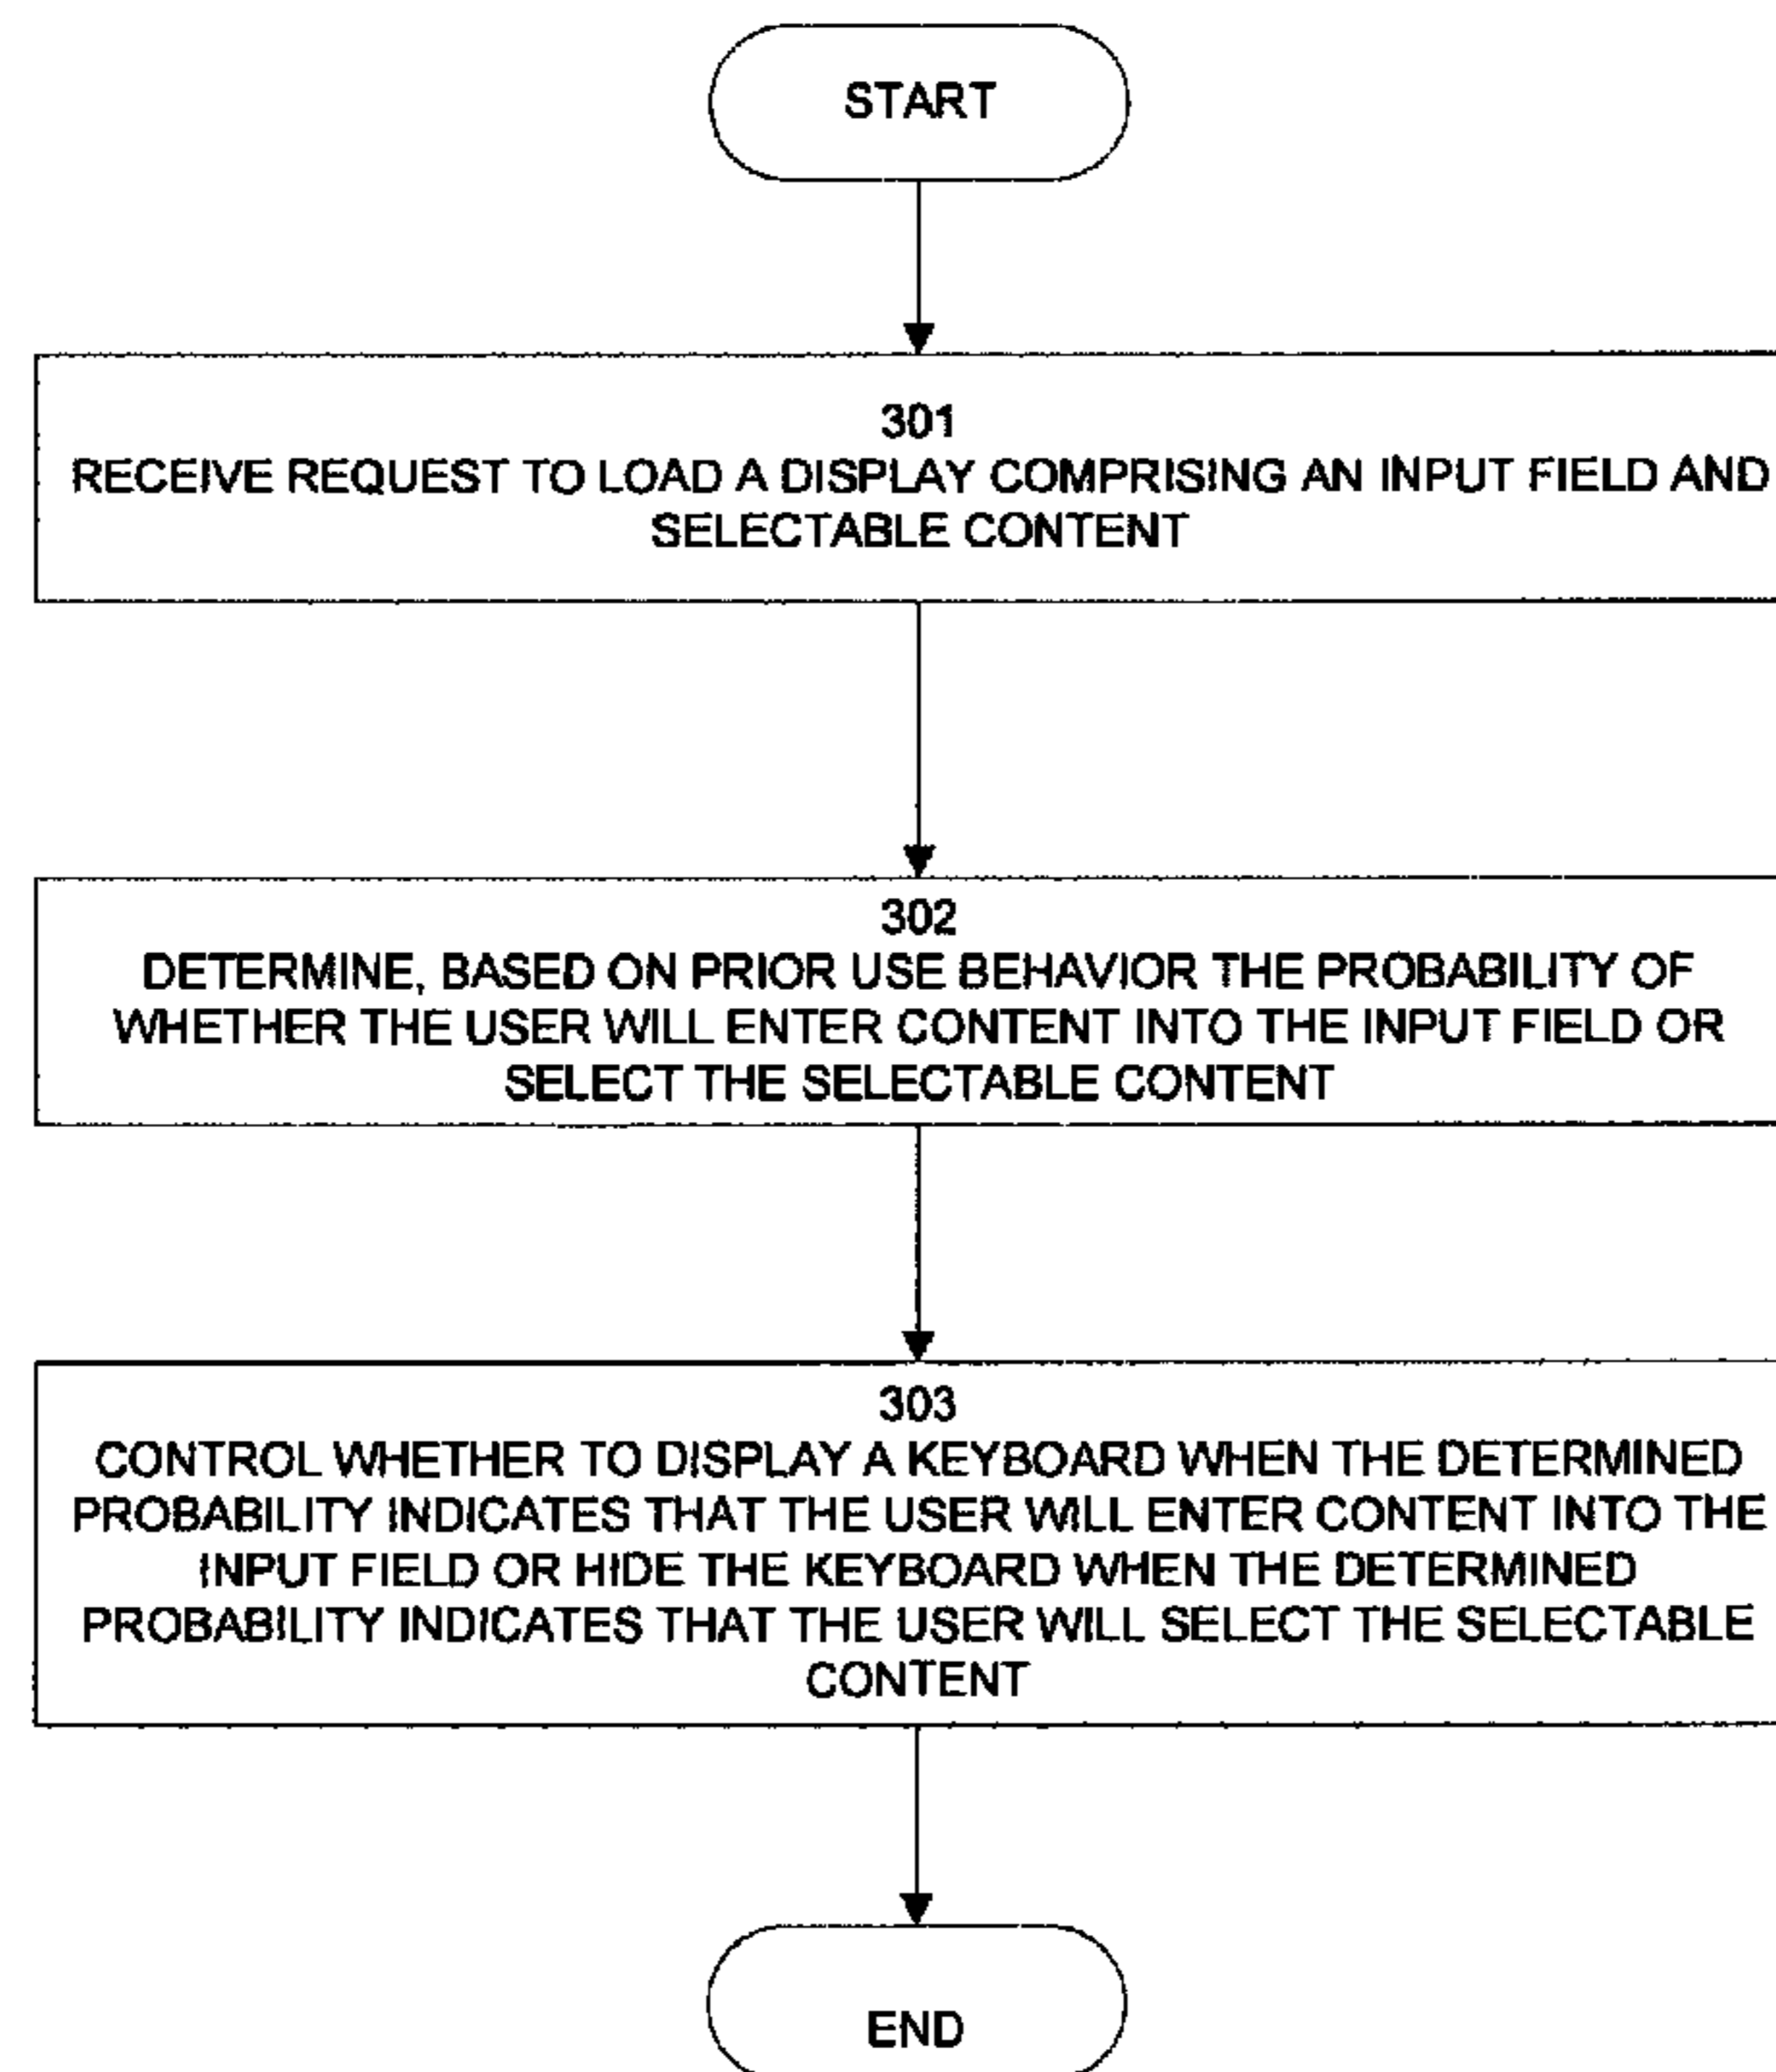 START
301
RECEIVE REQUEST TO LOAD A DISPLAY COMPRISING AN INPUT FIELD AND
SELECTABLE CONTENT
302
DETERMINE, BASED ON PRIOR USE BEHAVIOR THE PROBABILITY OF
WHETHER THE USER WILL ENTER CONTENT INTO THE INPUT FIELD OR
SELECT THE SELECTABLE CONTENT
303
CONTROL WHETHER TO DISPLAY A KEYBOARD WHEN THE DETERMINED
PROBABILITY INDICATES THAT THE USER WILL ENTER CONTENT INTO THE
INPUT FIELD OR HIDE THE KEYBOARD WHEN THE DETERMINED
PROBABILITY INDICATES THAT THE USER WILL SELECT THE SELECTABLE
CONTENT
END